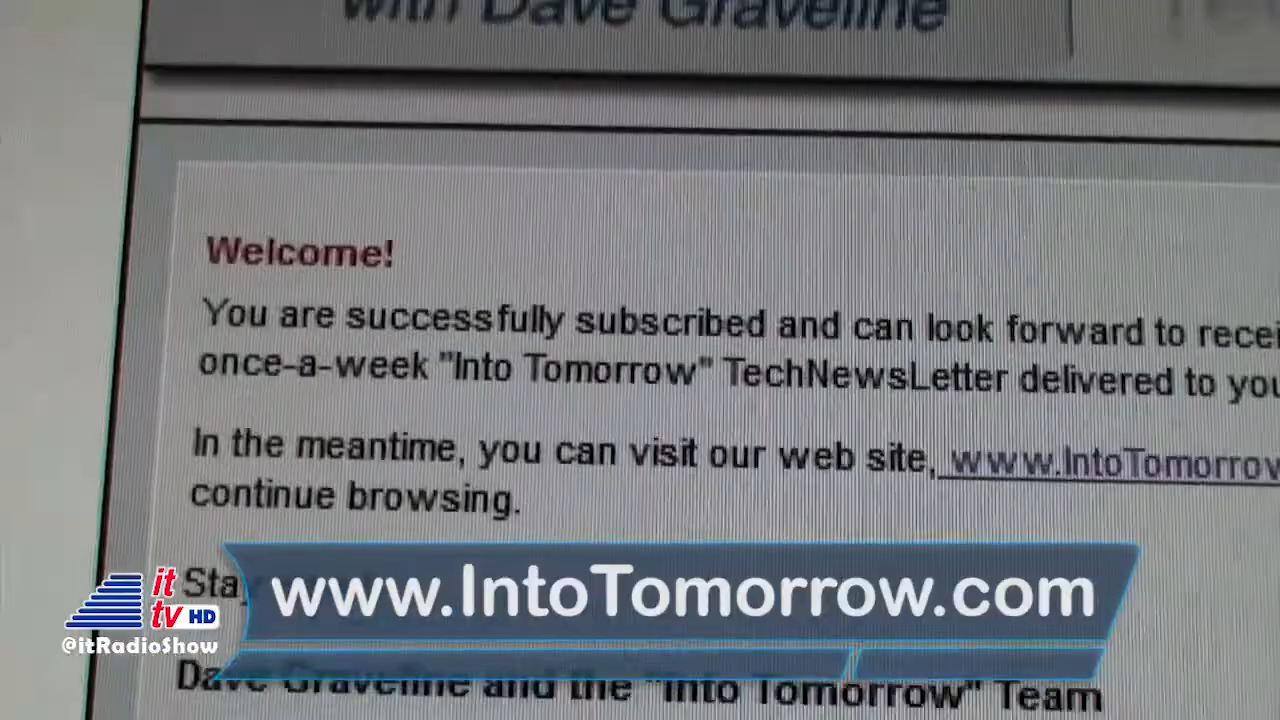 with Dave Graveline
Welcome!
You are successfully subscribed and can look forward to recei
once-a-week "Into Tomorrow" TechNewsLetter delivered to you
In the meantime, you can visit our web site, www.IntoTomorrow
continue browsing.
Stay
www.IntoTomorrow.com
it
tv HD
@itRadioShow
Dave Graveline and the "Into Tomorrow" Team